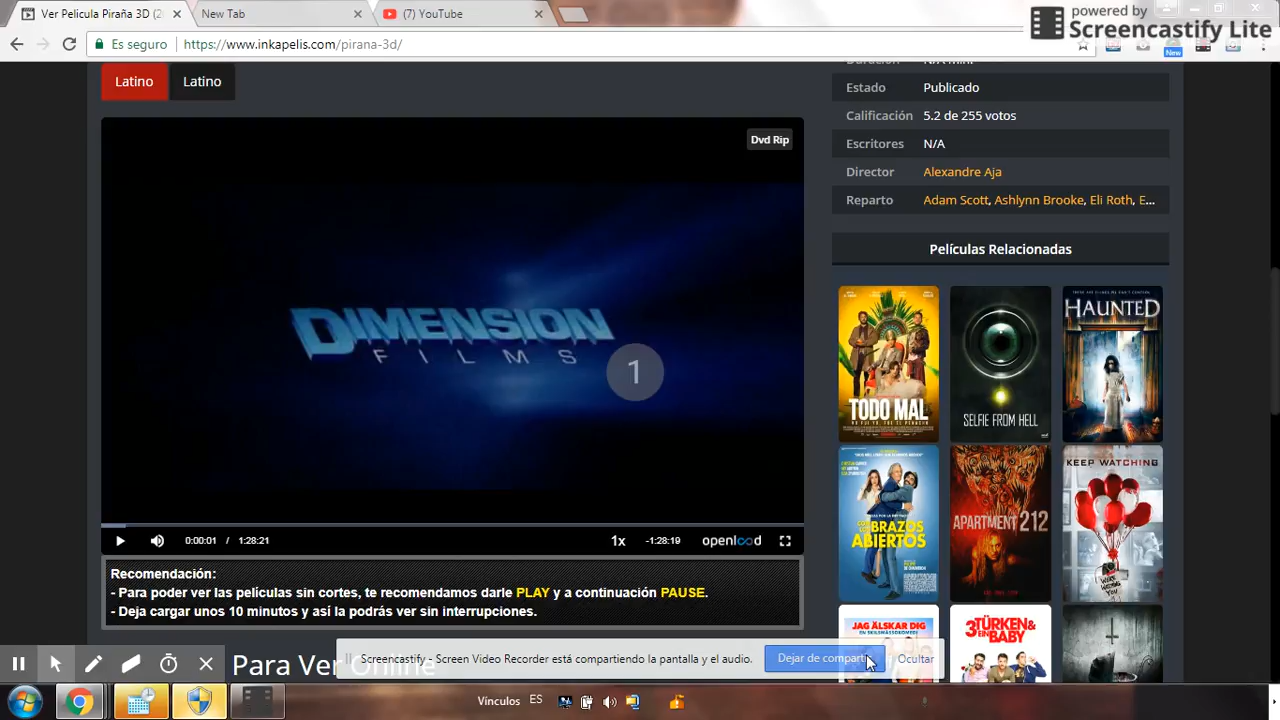 Ver Pelicula Piraña 3D (2
New Tab
(7) YouTube
powered by
Screencastify Lite
Es seguro
https://www.inkapelis.com/pirana-3d/
New
Latino
Latino
Dvd Rip
DIMENSION
FILMS
1
0:00:01 / 1:28:21
1x
-1:28:19
openload
Recomendación:
- Para poder ver las películas sin cortes, te recomendamos darle PLAY y a continuación PAUSE.
- Deja cargar unos 10 minutos y así la podrás ver sin interrupciones.
Estado Publicado
Calificación 5.2 de 255 votos
Escritores N/A
Director Alexandre Aja
Reparto Adam Scott, Ashlynn Brooke, Eli Roth, E...
Películas Relacionadas
TODO MAL
SELFIE FROM HELL
HAUNTED
BRAZOS
ABIERTOS
APARTMENT 212
KEEP WATCHING
JAG ÄLSKAR DIG
3 TÜRKEN &
EIN BABY
Para Ver Online
Screencastify - Screen Video Recorder está compartiendo la pantalla y el audio.
Dejar de comparti
Ocultar
Vínculos
ES